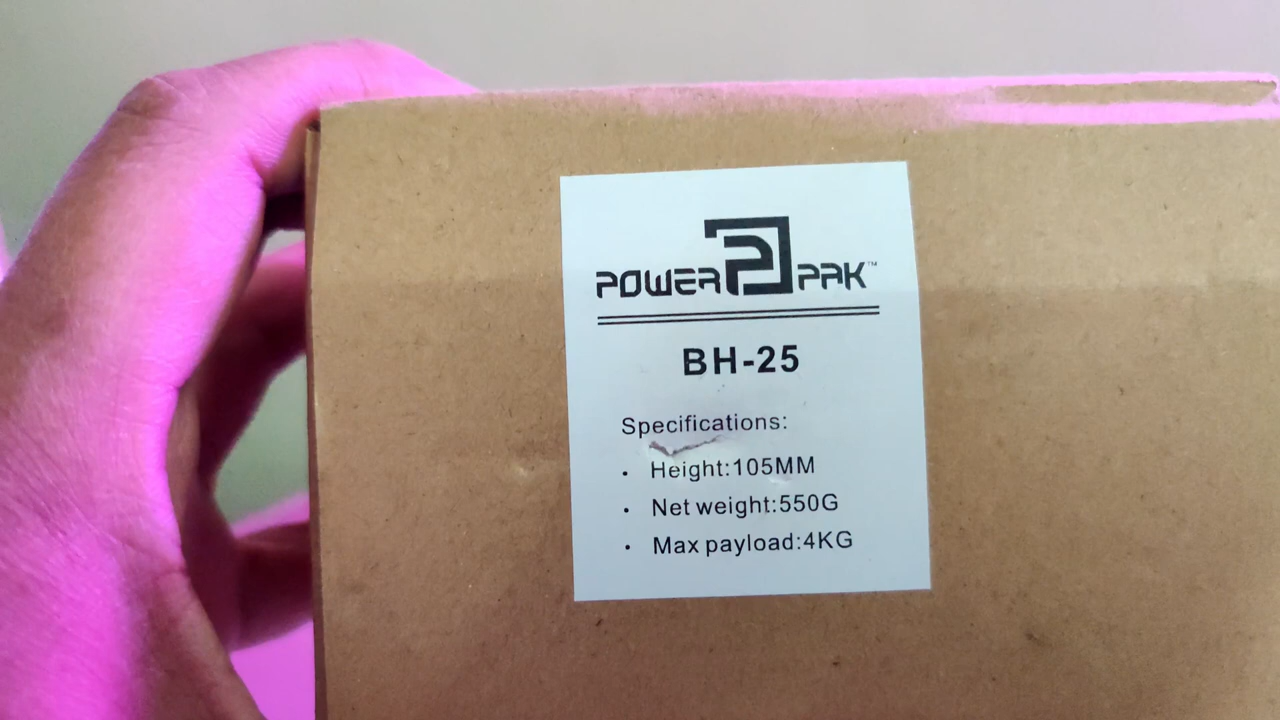 POWER PAK™
BH-25
Specifications:
· Height:105MM
· Net weight:550G
· Max payload:4KG